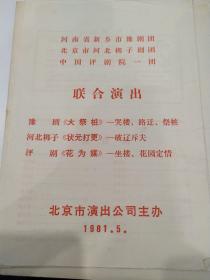 河南省新乡市豫剧团
北京市河北梆子剧团
中国评剧院一团
联合演出
豫 剧《大祭桩》—哭楼、路迂、祭桩
河北梆子《状元打更》—破辽斥夫
评 剧《花为媒》—坐楼、花园定情
北京市演出公司主办
1981.5.